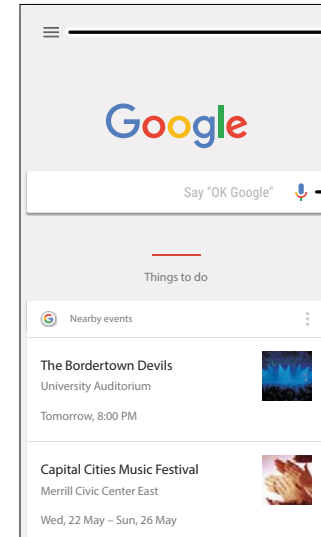 Google
Say "OK Google"
Things to do
Nearby events
The Bordertown Devils
University Auditorium
Tomorrow, 8:00 PM
Capital Cities Music Festival
Merrill Civic Center East
Wed, 22 May – Sun, 26 May